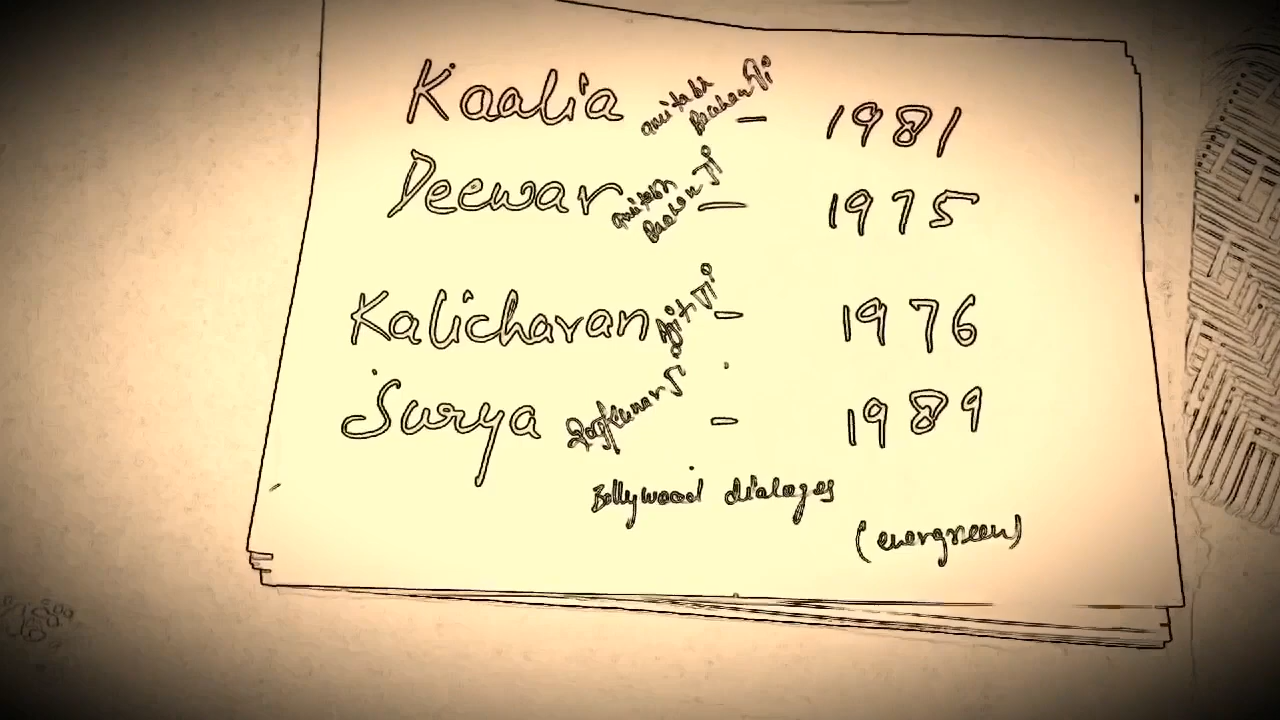 Kaalia amitabh Bachan Ji - 1981
Deewar amitabh Bachan Ji - 1975
Kalicharan Ajit Ji - 1976
Surya Rajkumar Ji - 1989
Bollywood dialoges
(evergreen)